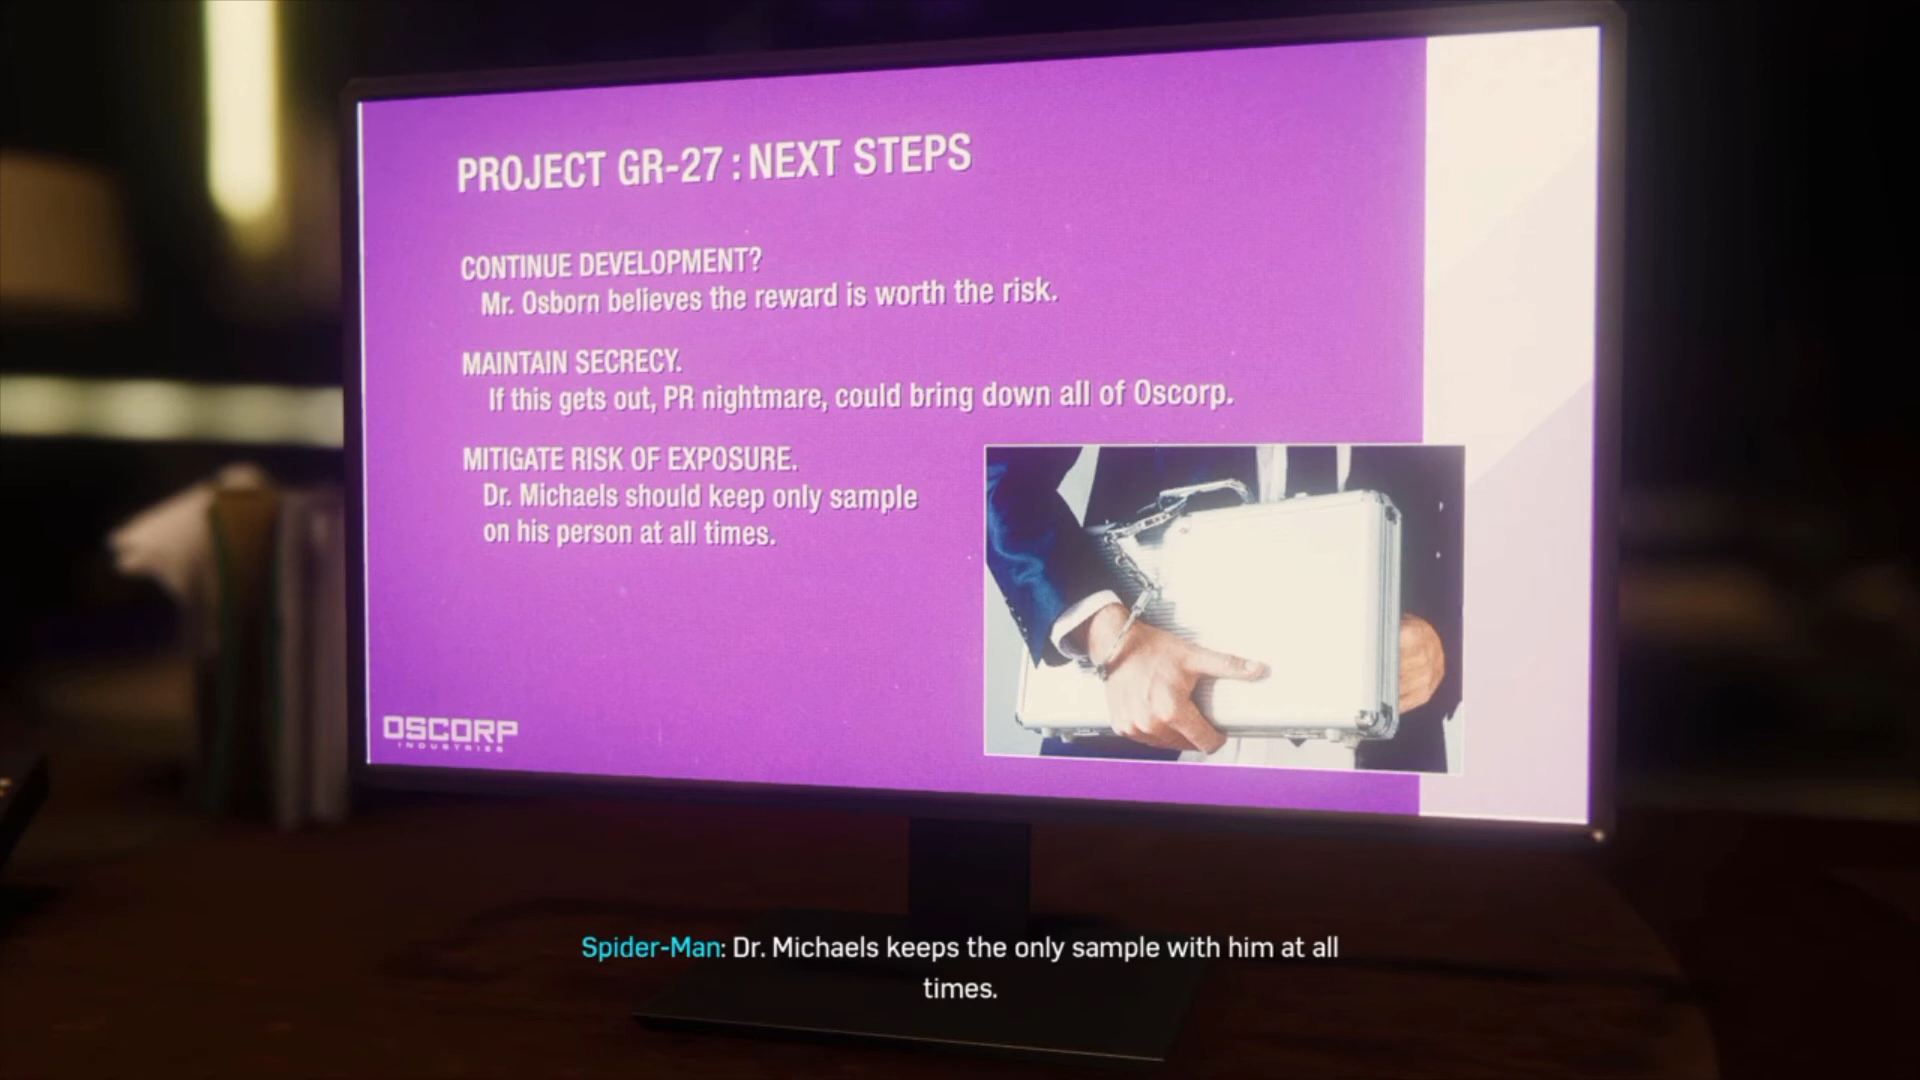 PROJECT GR-27 : NEXT STEPS
CONTINUE DEVELOPMENT?
Mr. Osborn believes the reward is worth the risk.
MAINTAIN SECRECY.
If this gets out, PR nightmare, could bring down all of Oscorp.
MITIGATE RISK OF EXPOSURE.
Dr. Michaels should keep only sample
on his person at all times.
OSCORP
INDUSTRIES
Spider-Man: Dr. Michaels keeps the only sample with him at all
times.